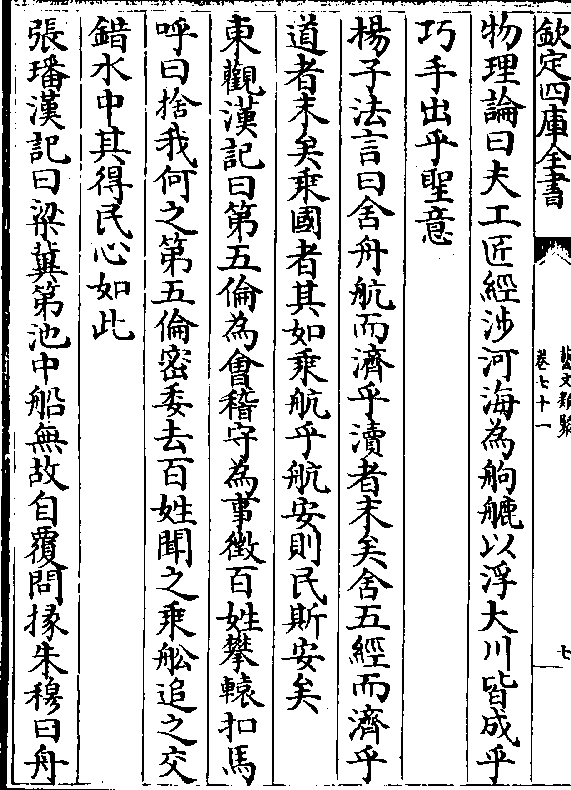 欽定四庫全書
藝文類聚
卷七十一
七
物理論曰夫工匠經涉河海為舸艫以浮大川皆成乎
巧手出乎聖意
楊子法言曰舍舟航而濟乎瀆者末矣舍五經而濟乎
道者末矣乘國者其如乘航乎航安則民斯安矣
東觀漢記曰第五倫為會稽守為事徵百姓攀轅扣馬
呼曰捨我何之第五倫密委去百姓聞之乘舩追之交
錯水中其得民心如此
張璠漢記曰梁冀第池中船無故自覆問掾朱穆曰舟